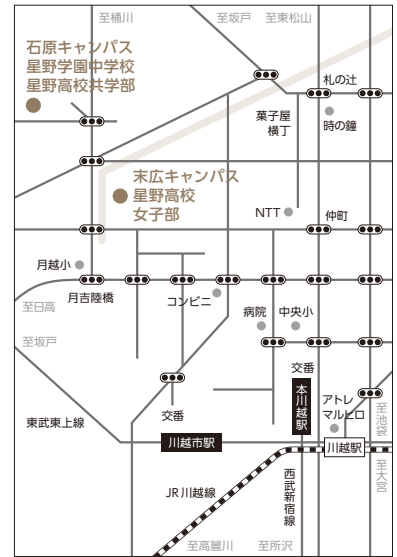 至桶川
至坂戸
至東松山
石原キャンパス
星野学園中学校
星野高校共学部
札の辻
菓子屋
横丁
時の鐘
末広キャンパス
星野高校
女子部
NTT
仲町
月越小
月吉陸橋
コンビニ
至日高
病院
中央小
至坂戸
交番
本川越駅
アトレ
マルヒロ
至池袋
交番
東武東上線
川越市駅
川越駅
至大宮
西武新宿線
JR川越線
至高麗川
至所沢